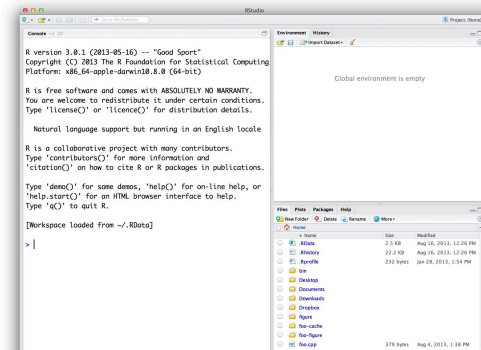 RStudio
Go to file/function
Project: (None)
Console ~/
R version 3.0.1 (2013-05-16) -- "Good Sport"
Copyright (C) 2013 The R Foundation for Statistical Computing
Platform: x86_64-apple-darwin10.8.0 (64-bit)
R is free software and comes with ABSOLUTELY NO WARRANTY.
You are welcome to redistribute it under certain conditions.
Type 'license()' or 'licence()' for distribution details.
Natural language support but running in an English locale
R is a collaborative project with many contributors.
Type 'contributors()' for more information and
'citation()' on how to cite R or R packages in publications.
Type 'demo()' for some demos, 'help()' for on-line help, or
'help.start()' for an HTML browser interface to help.
Type 'q()' to quit R.
[Workspace loaded from ~/.RData]
>
Environment History
Import Dataset
Global environment is empty
Files Plots Packages Help
New Folder Delete Rename More
Home
Name Size Modified
.RData 2.5 KB Aug 16, 2013, 12:26 PM
.Rhistory 22.2 KB Aug 16, 2013, 12:26 PM
.Rprofile 232 bytes Jan 28, 2013, 1:54 PM
bin
Desktop
Documents
Downloads
Dropbox
figure
foo-cache
foo-figure
foo.cpp 379 bytes Aug 4, 2013, 1:38 PM